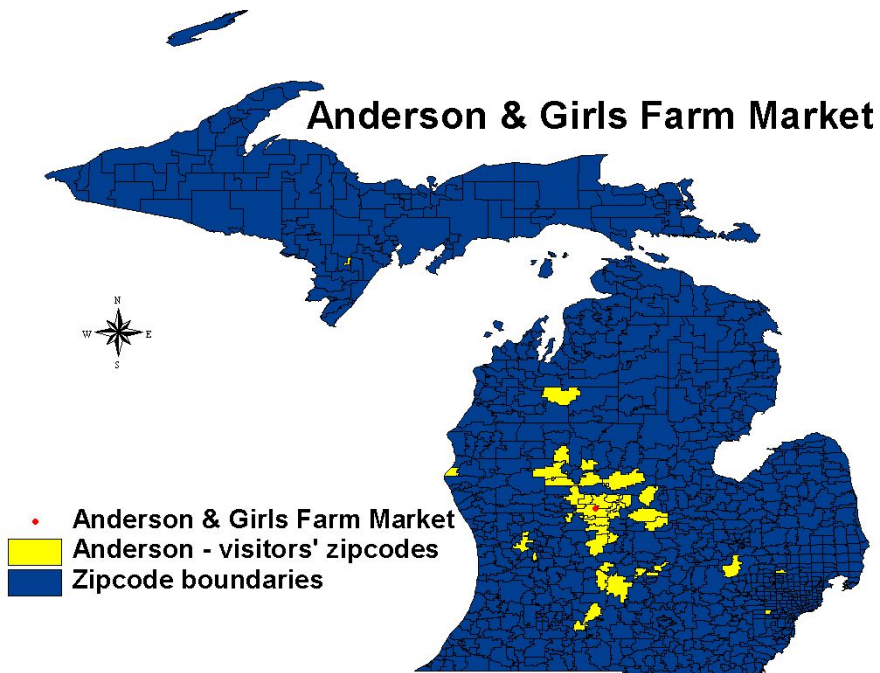 Anderson & Girls Farm Market
N
W E
S
Anderson & Girls Farm Market
Anderson - visitors' zipcodes
Zipcode boundaries